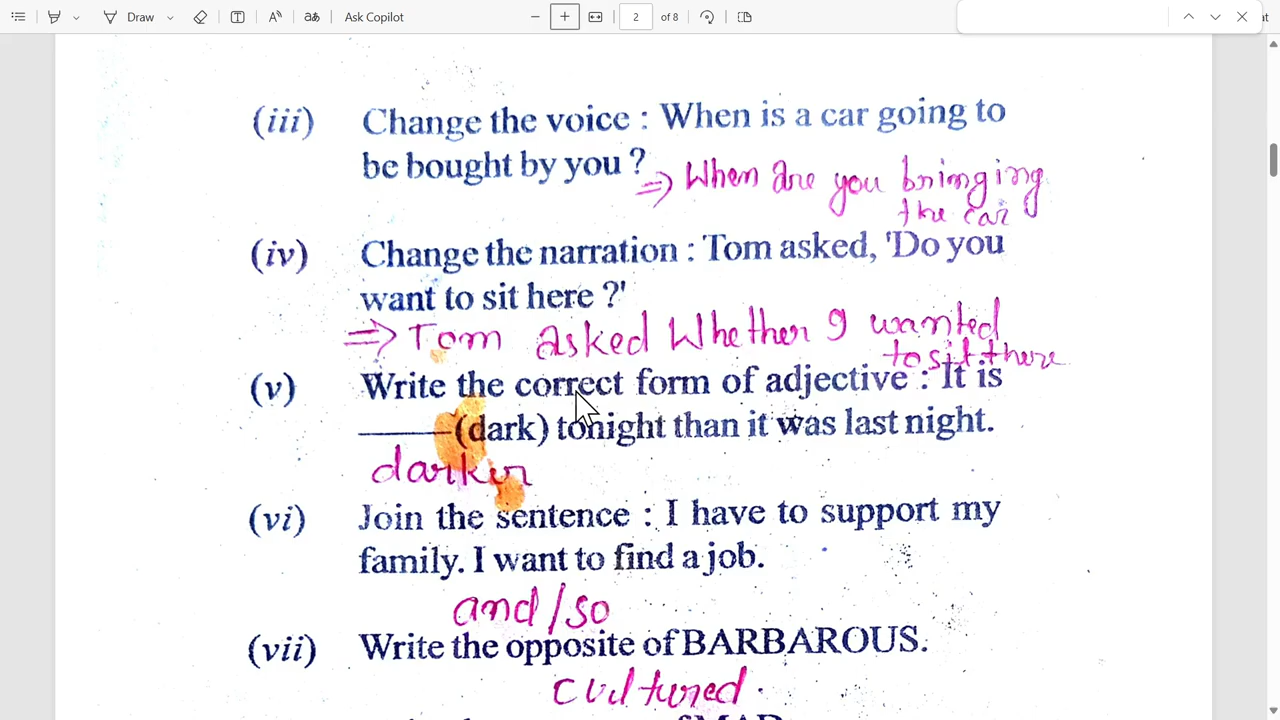 Draw
Ask Copilot
2 of 8
(iii) Change the voice : When is a car going to
be bought by you ?
⇒ When are you bringing
the car
(iv) Change the narration : Tom asked, 'Do you
want to sit here ?'
⇒ Tom asked Whether I wanted
to sit there
(v) Write the correct form of adjective : It is
———(dark) tonight than it was last night.
darker
(vi) Join the sentence : I have to support my
family. I want to find a job.
and/so
(vii) Write the opposite of BARBAROUS.
cultured.
of MAD